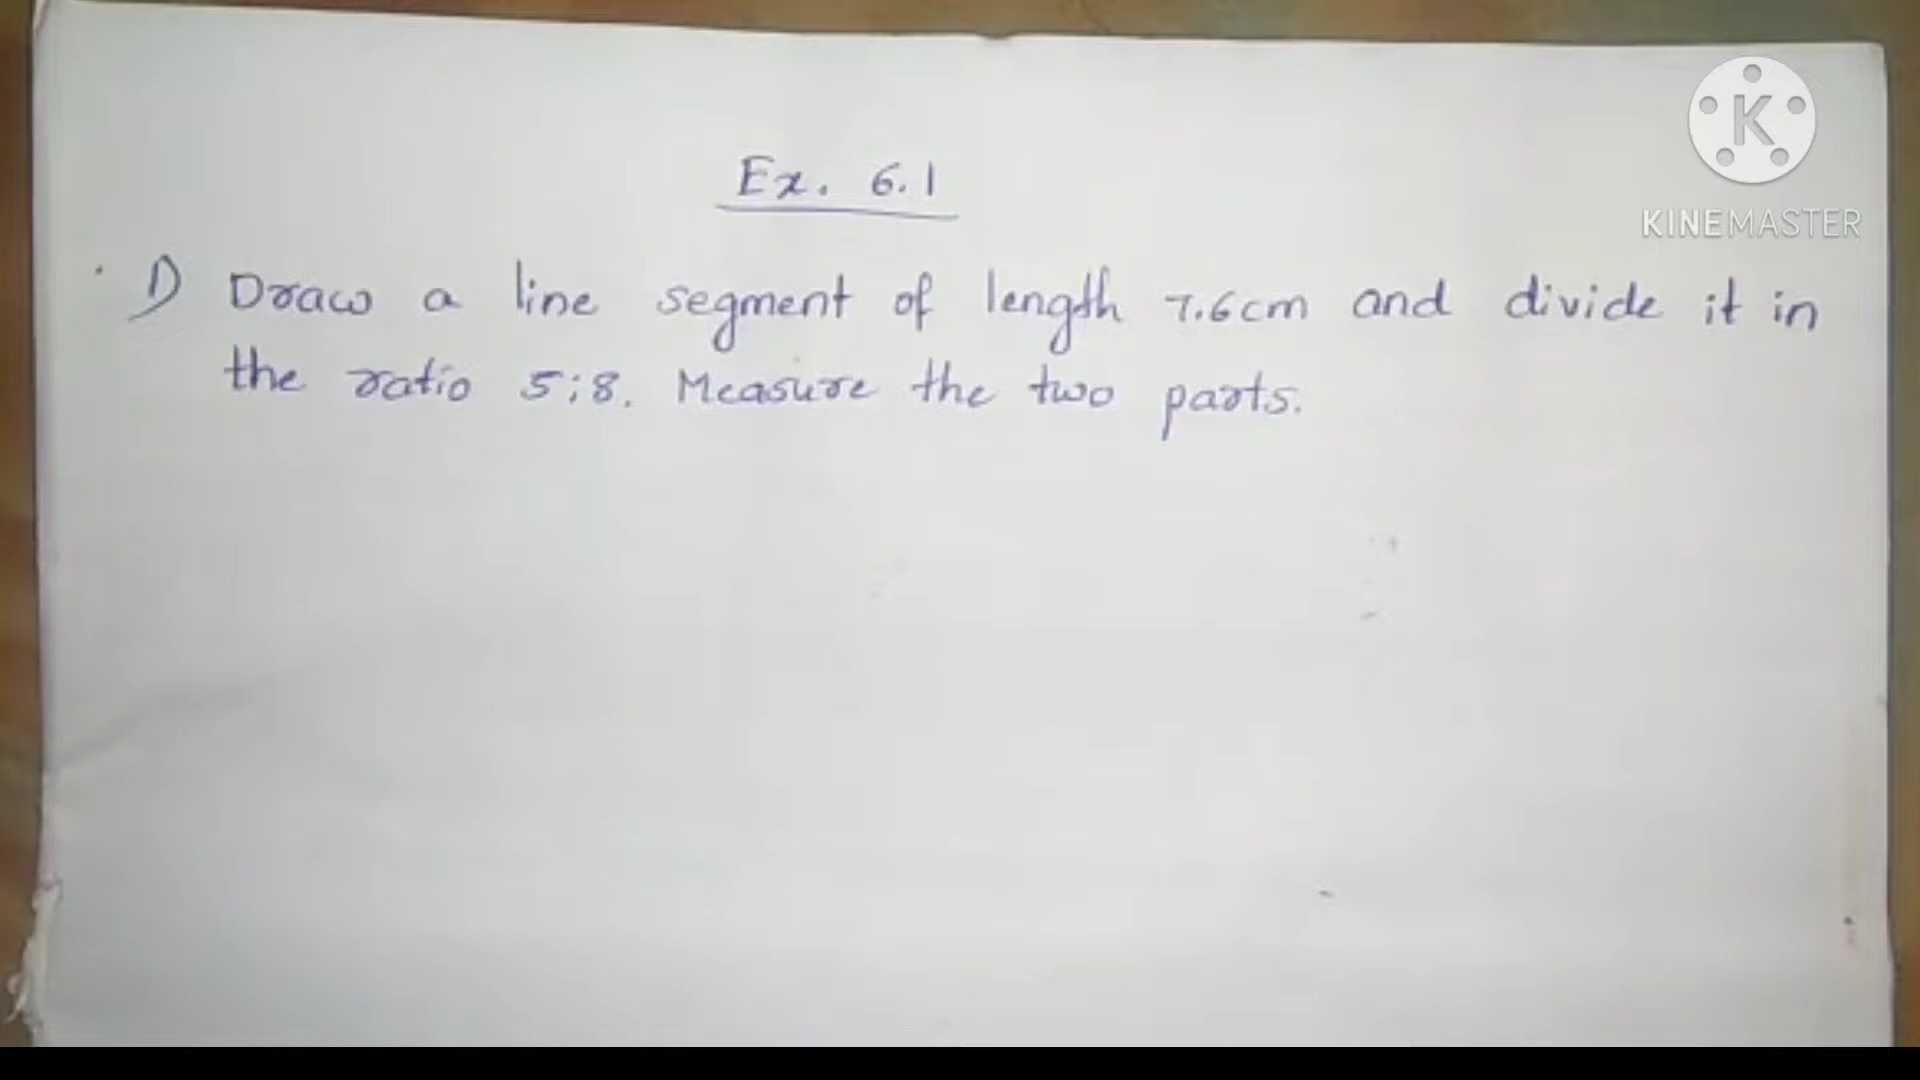 K
KINEMASTER
Ex. 6.1
1) Draw a line segment of length 7.6cm and divide it in
the ratio 5:8. Measure the two parts.